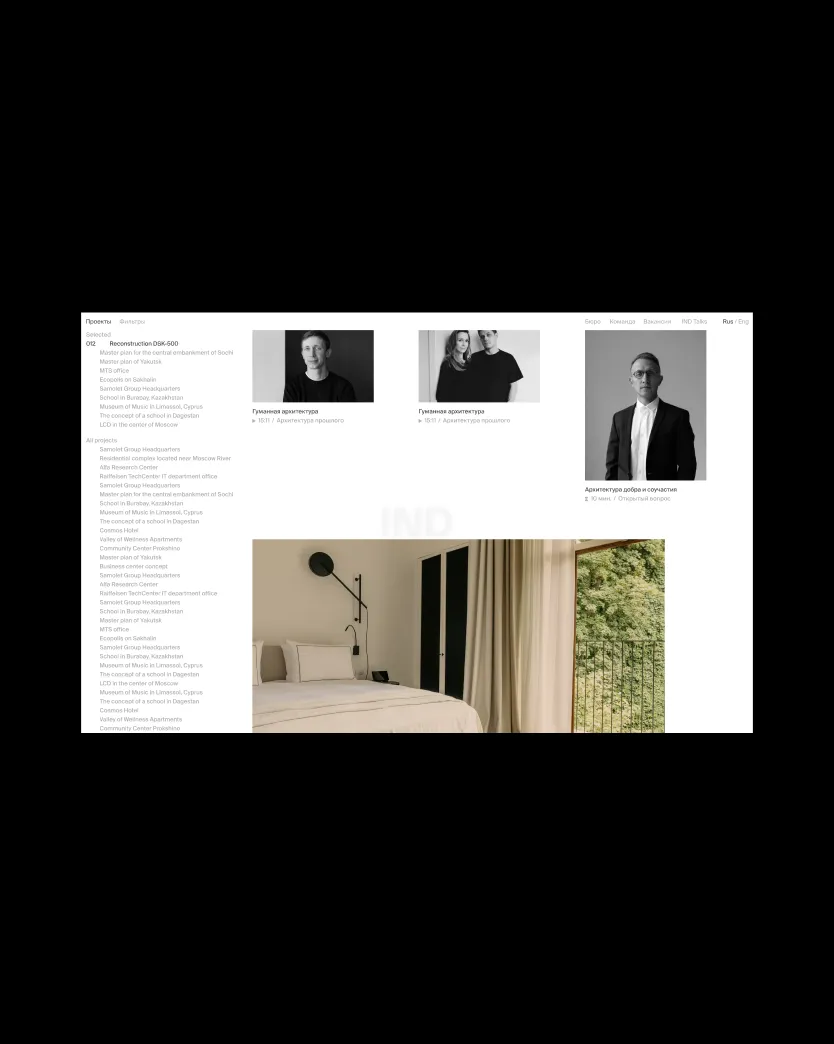 Проекты
Фильтры
Бюро
Команда
Вакансии
IND Talks
Rus / Eng
Selected
012 Reconstruction DSK-500
Master plan for the central embankment of Sochi
Master plan of Yakutsk
MTS office
Ecopolis on Sakhalin
Samolet Group Headquarters
School in Burabay, Kazakhstan
Museum of Music in Limassol, Cyprus
The concept of a school in Dagestan
LCD in the center of Moscow
All projects
Samolet Group Headquarters
Residential complex located near Moscow River
Alfa Research Center
Raiffeisen TechCenter IT department office
Samolet Group Headquarters
Master plan for the central embankment of Sochi
School in Burabay, Kazakhstan
Museum of Music in Limassol, Cyprus
The concept of a school in Dagestan
Cosmos Hotel
Valley of Wellness Apartments
Community Center Prokshino
Master plan of Yakutsk
Business center concept
Samolet Group Headquarters
Alfa Research Center
Raiffeisen TechCenter IT department office
Samolet Group Headquarters
School in Burabay, Kazakhstan
Master plan of Yakutsk
MTS office
Ecopolis on Sakhalin
Samolet Group Headquarters
School in Burabay, Kazakhstan
Museum of Music in Limassol, Cyprus
The concept of a school in Dagestan
LCD in the center of Moscow
Museum of Music in Limassol, Cyprus
The concept of a school in Dagestan
Cosmos Hotel
Valley of Wellness Apartments
Community Center Prokshino
Гуманная архитектура
15:11 / Архитектура прошлого
Гуманная архитектура
15:11 / Архитектура прошлого
Архитектура добра и соучастия
10 мин. / Открытый вопрос
IND